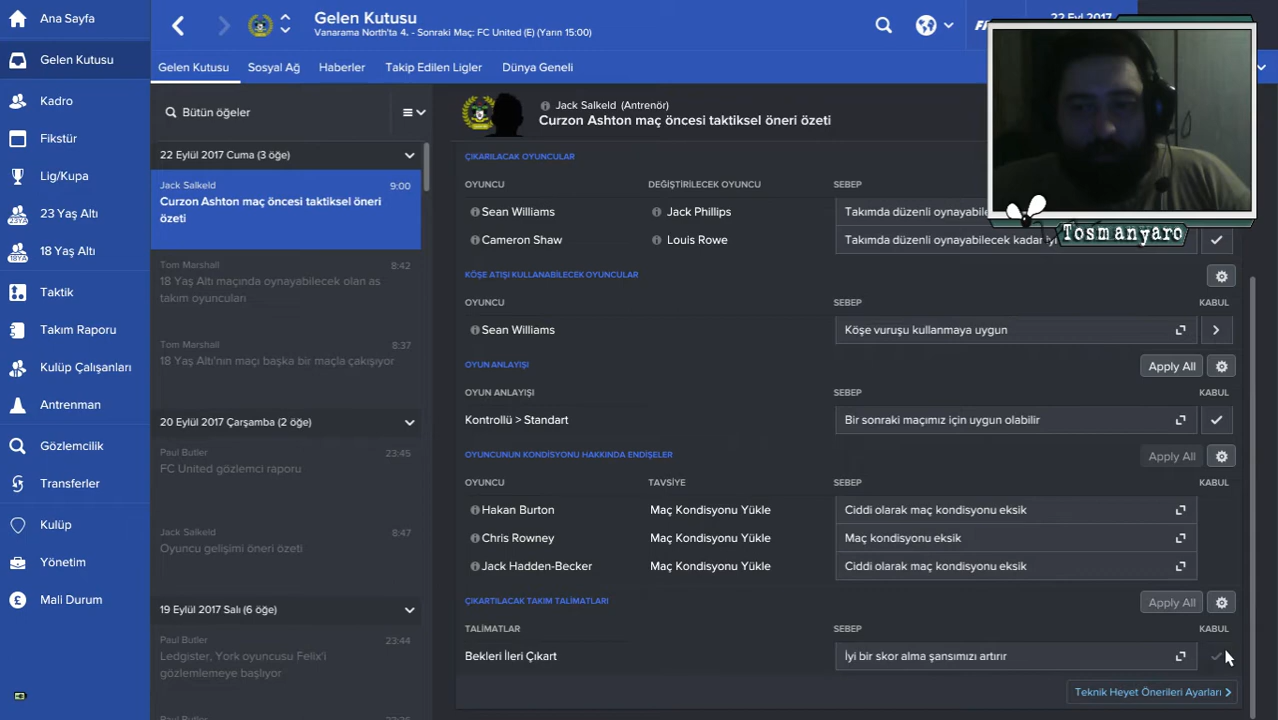 Ana Sayfa
Gelen Kutusu
Kadro
Fikstür
Lig/Kupa
23 Yaş Altı
18 Yaş Altı
Taktik
Takım Raporu
Kulüp Çalışanları
Antrenman
Gözlemcilik
Transferler
Kulüp
Yönetim
Mali Durum
Gelen Kutusu
Vanarama North'ta 4. - Sonraki Maç: FC United (E) (Yarın 15:00)
22 Eyl 2017
Gelen Kutusu Sosyal Ağ Haberler Takip Edilen Ligler Dünya Geneli
Bütün öğeler
22 Eylül 2017 Cuma (3 öğe)
Jack Salkeld 9:00
Curzon Ashton maç öncesi taktiksel öneri
özeti
Tom Marshall 8:42
18 Yaş Altı maçında oynayabilecek olan as
takım oyuncuları
Tom Marshall 8:37
18 Yaş Altı'nın maçı başka bir maçla çakışıyor
20 Eylül 2017 Çarşamba (2 öğe)
Paul Butler 23:45
FC United gözlemci raporu
Jack Salkeld 8:47
Oyuncu gelişimi öneri özeti
19 Eylül 2017 Salı (6 öğe)
Paul Butler 23:44
Ledgister, York oyuncusu Felix'i
gözlemlemeye başlıyor
Paul Butler
Jack Salkeld (Antrenör)
Curzon Ashton maç öncesi taktiksel öneri özeti
ÇIKARILACAK OYUNCULAR
OYUNCU DEĞİŞTİRİLECEK OYUNCU SEBEP
Sean Williams Jack Phillips Takımda düzenli oynayabile
Cameron Shaw Louis Rowe Takımda düzenli oynayabilecek kadar iyi
KÖŞE ATIŞI KULLANABİLECEK OYUNCULAR
OYUNCU SEBEP KABUL
Sean Williams Köşe vuruşu kullanmaya uygun
OYUN ANLAYIŞI Apply All
OYUN ANLAYIŞI SEBEP KABUL
Kontrollü > Standart Bir sonraki maçımız için uygun olabilir
OYUNCUNUN KONDİSYONU HAKKINDA ENDİŞELER Apply All
OYUNCU TAVSİYE SEBEP KABUL
Hakan Burton Maç Kondisyonu Yükle Ciddi olarak maç kondisyonu eksik
Chris Rowney Maç Kondisyonu Yükle Maç kondisyonu eksik
Jack Hadden-Becker Maç Kondisyonu Yükle Ciddi olarak maç kondisyonu eksik
ÇIKARTILACAK TAKIM TALİMATLARI Apply All
TALİMATLAR SEBEP KABUL
Bekleri İleri Çıkart İyi bir skor alma şansımızı artırır
Teknik Heyet Önerileri Ayarları
Tosmanyaro